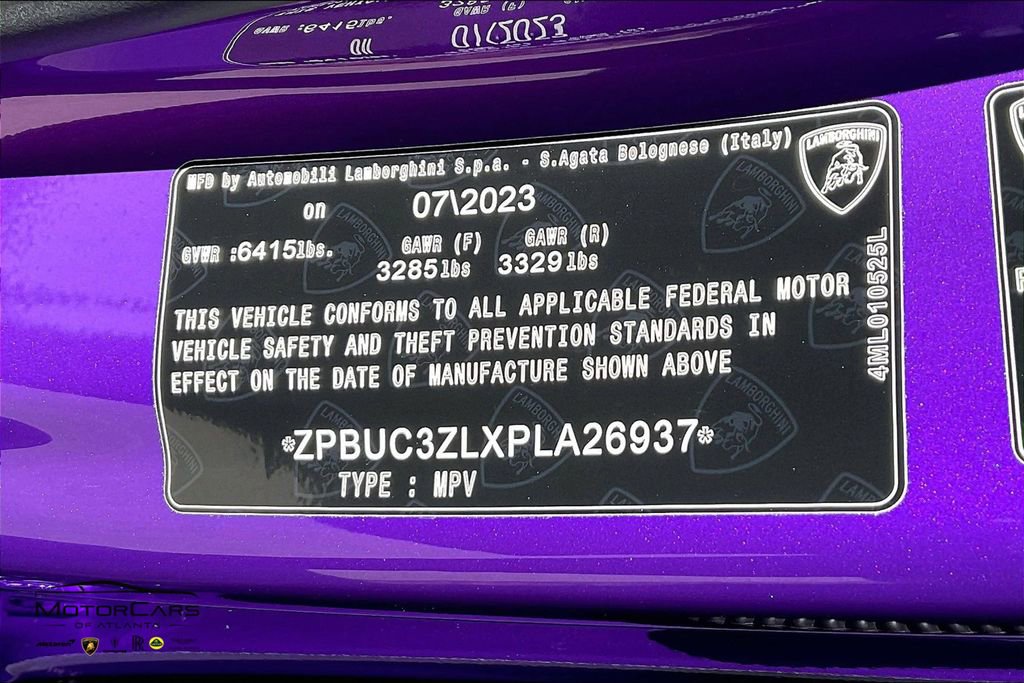 MFD by Automobili Lamborghini S.p.a. - S.Agata Bolognese (Italy)
on 07\2023
GVWR :6415lbs. GAWR (F) GAWR (R)
3285lbs 3329lbs
THIS VEHICLE CONFORMS TO ALL APPLICABLE FEDERAL MOTOR
VEHICLE SAFETY AND THEFT PREVENTION STANDARDS IN
EFFECT ON THE DATE OF MANUFACTURE SHOWN ABOVE
*ZPBUC3ZLXPLA26937*
TYPE : MPV
4ML010525L
LAMBORGHINI
MOTORCARS
OF ATLANTA